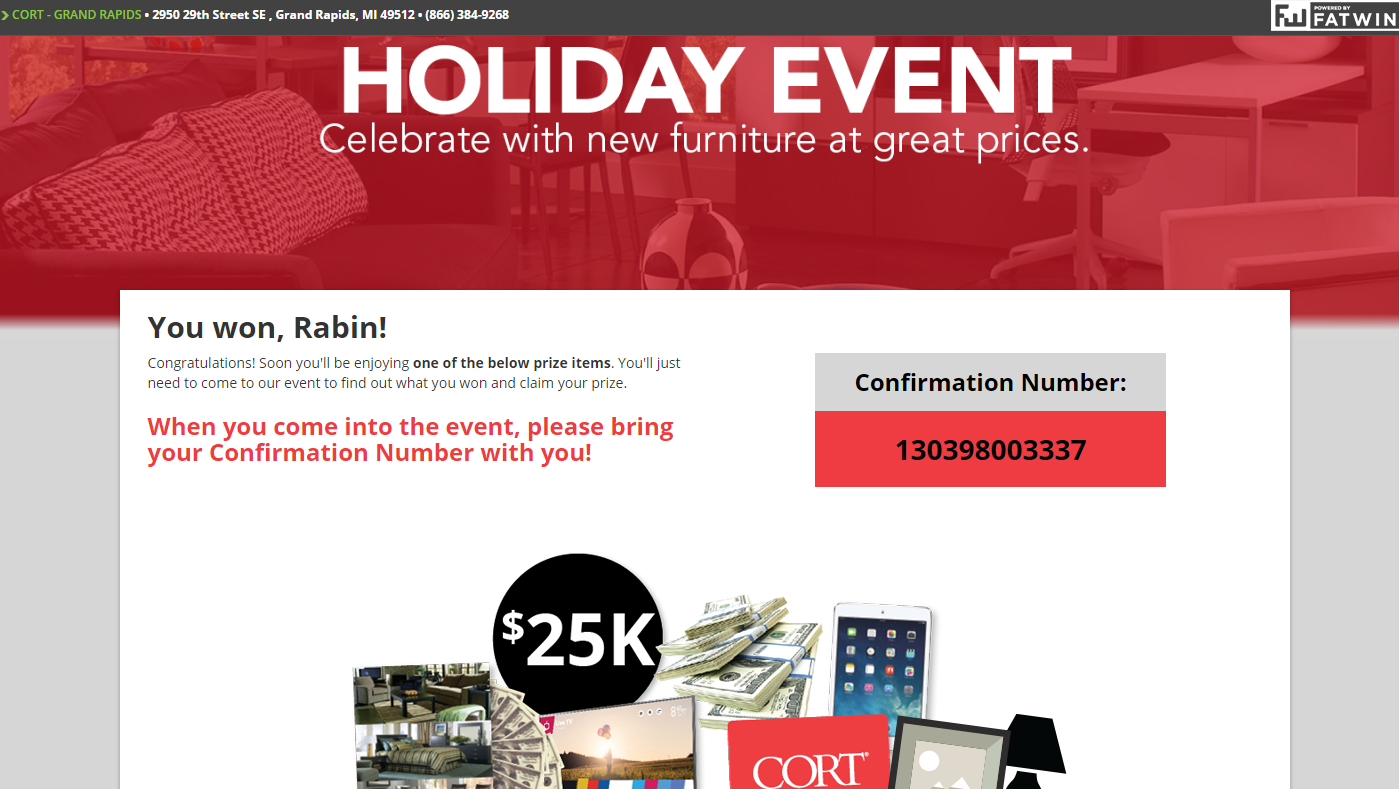 CORT - GRAND RAPIDS • 2950 29th Street SE , Grand Rapids, MI 49512 • (866) 384-9268
POWERED BY
FW FATWIN
HOLIDAY EVENT
Celebrate with new furniture at great prices.
You won, Rabin!
Congratulations! Soon you'll be enjoying one of the below prize items. You'll just
need to come to our event to find out what you won and claim your prize.
When you come into the event, please bring
your Confirmation Number with you!
Confirmation Number:
130398003337
$25K
CORT®